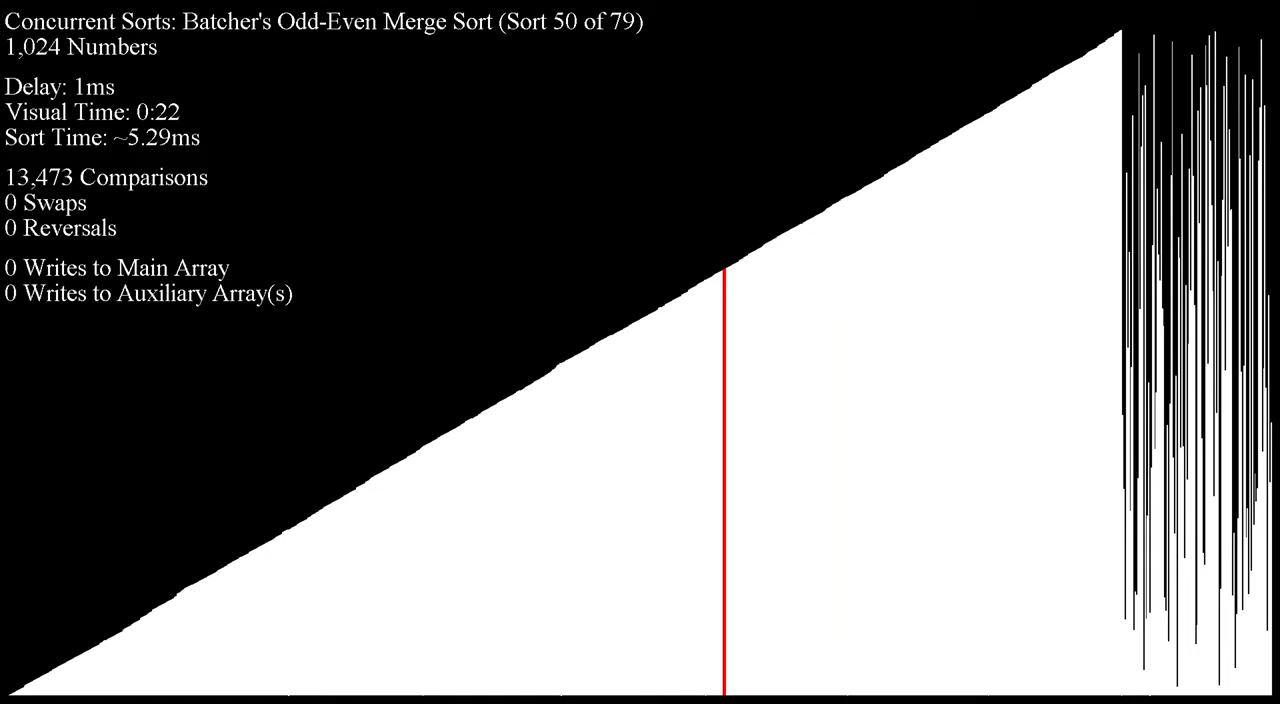 Concurrent Sorts: Batcher's Odd-Even Merge Sort (Sort 50 of 79)
1,024 Numbers
Delay: 1ms
Visual Time: 0:22
Sort Time: ~5.29ms
13,473 Comparisons
0 Swaps
0 Reversals
0 Writes to Main Array
0 Writes to Auxiliary Array(s)